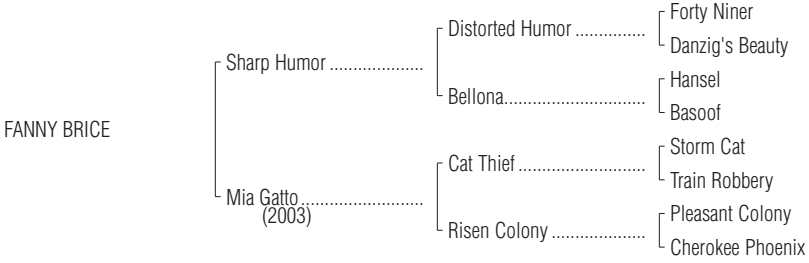 Forty Niner
Distorted Humor ...............
Danzig's Beauty
Sharp Humor ....................
Hansel
Bellona..............................
Basoof
FANNY BRICE
Storm Cat
Cat Thief ...........................
Train Robbery
Mia Gatto..........................
(2003)
Pleasant Colony
Risen Colony ....................
Cherokee Phoenix